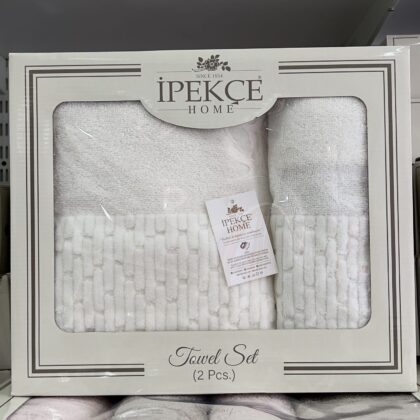 SINCE 1954
İPEKÇE
HOME
İPEKÇE
HOME
Towel Set
(2 Pcs.)